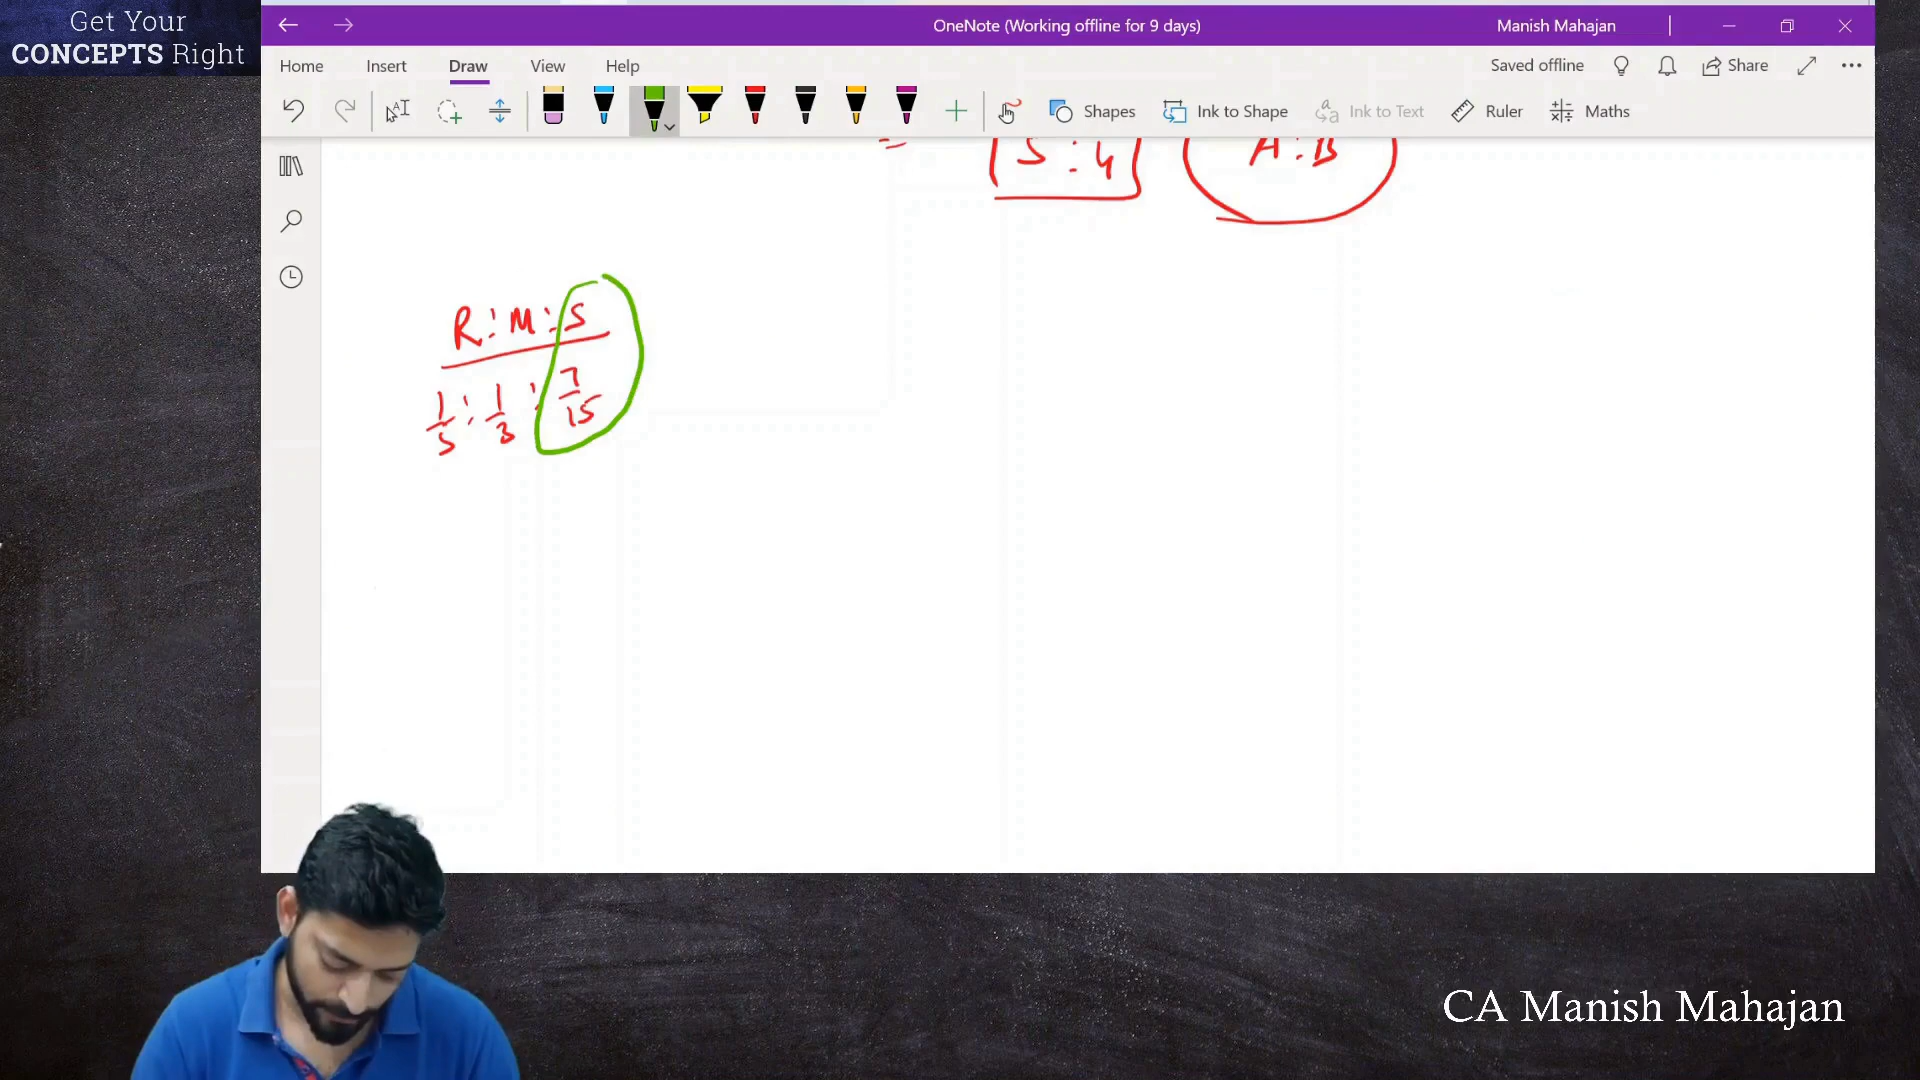 Get Your
CONCEPTS Right
OneNote (Working offline for 9 days)
Manish Mahajan
Home Insert Draw View Help
Saved offline
Share
Shapes
Ink to Shape
Ink to Text
Ruler
Maths
= 5 : 4 A : B
R : M : S
1/5 : 1/3 : 7/15
CA Manish Mahajan